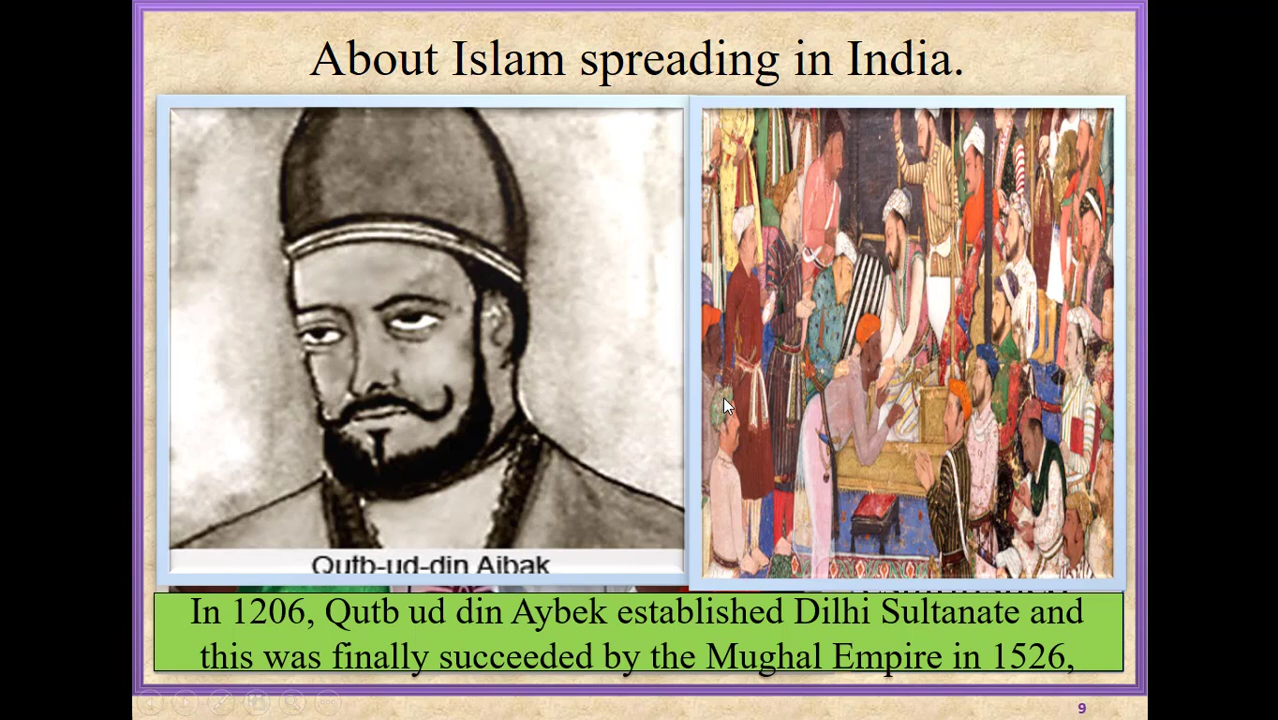 About Islam spreading in India.
Qutb-ud-din Aibak
In 1206, Qutb ud din Aybek established Dilhi Sultanate and
this was finally succeeded by the Mughal Empire in 1526,
9